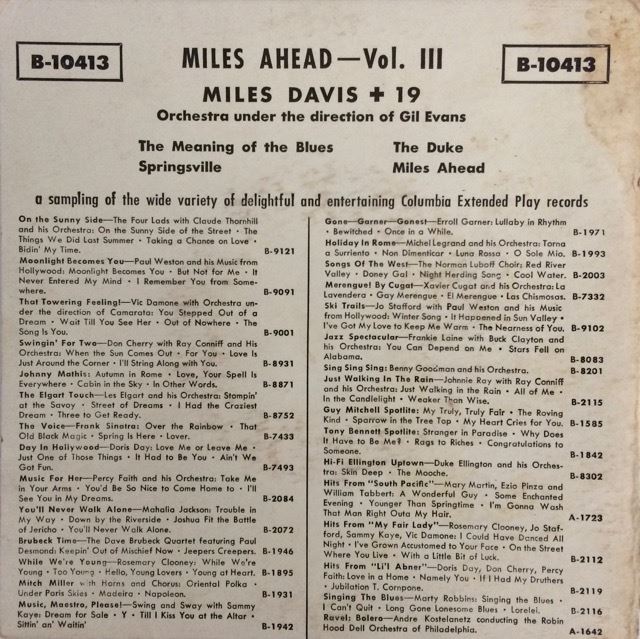 B-10413
MILES AHEAD—Vol. III
B-10413
MILES DAVIS + 19
Orchestra under the direction of Gil Evans
The Meaning of the Blues
The Duke
Springsville
Miles Ahead
a sampling of the wide variety of delightful and entertaining Columbia Extended Play records
On the Sunny Side—The Four Lads with Claude Thornhill
and his Orchestra: On the Sunny Side of the Street • The
Things We Did Last Summer • Taking a Chance on Love •
Bidin' My Time. B-9121
Moonlight Becomes You—Paul Weston and his Music from
Hollywood: Moonlight Becomes You • But Not for Me • It
Never Entered My Mind • I Remember You from Some-
where. B-9091
That Towering Feeling!—Vic Damone with Orchestra un-
der the direction of Camarata: You Stepped Out of a
Dream • Wait Till You See Her • Out of Nowhere • The
Song Is You. B-9001
Swingin' For Two—Don Cherry with Ray Conniff and His
Orchestra: When the Sun Comes Out • For You • Love Is
Just Around the Corner • I'll String Along with You. B-8931
Johnny Mathis: Autumn in Rome • Love, Your Spell Is
Everywhere • Cabin in the Sky • In Other Words. B-8871
The Elgart Touch—Les Elgart and his Orchestra: Stompin'
at the Savoy • Street of Dreams • I Had the Craziest
Dream • Three to Get Ready. B-8752
The Voice—Frank Sinatra: Over the Rainbow • That
Old Black Magic • Spring Is Here • Lover. B-7433
Day In Hollywood—Doris Day: Love Me or Leave Me •
Just One of Those Things • It Had to Be You • Ain't We
Got Fun. B-7493
Music For Her—Percy Faith and his Orchestra: Take Me
in Your Arms • You'd Be So Nice to Come Home to • I'll
See You in My Dreams. B-2084
You'll Never Walk Alone—Mahalia Jackson: Trouble in
My Way • Down by the Riverside • Joshua Fit the Battle
of Jericho • You'll Never Walk Alone. B-2072
Brubeck Time—The Dave Brubeck Quartet featuring Paul
Desmond: Keepin' Out of Mischief Now • Jeepers Creepers. B-1946
While We're Young—Rosemary Clooney: While We're
Young • Too Young • Hello, Young Lovers • Young at Heart. B-1895
Mitch Miller with Horns and Chorus: Oriental Polka •
Under Paris Skies • Madeira • Napoleon. B-1931
Music, Maestro, Please!—Swing and Sway with Sammy
Kaye: Dream for Sale • Y • Till I Kiss You at the Altar •
Sittin' an' Waitin' B-1942
Gone-Garner-Gonest—Erroll Garner: Lullaby in Rhythm
• Bewitched • Once in a While. B-1971
Holiday In Rome—Michel Legrand and his Orchestra: Torna
a Surriento • Non Dimenticar • Luna Rossa • O Sole Mio. B-1993
Songs Of The West—The Norman Luboff Choir: Red River
Valley • Doney Gal • Night Herding Song • Cool Water. B-2003
Merengue! By Cugat—Xavier Cugat and his Orchestra: La
Lavendera • Gay Merengue • El Merengue • Las Chismosas. B-7332
Ski Trails—Jo Stafford with Paul Weston and his Music
from Hollywood: Winter Song • It Happened in Sun Valley •
I've Got My Love to Keep Me Warm • The Nearness of You. B-9102
Jazz Spectacular—Frankie Laine with Buck Clayton and
his Orchestra: You Can Depend on Me • Stars Fell on
Alabama. B-8083
Sing Sing Sing: Benny Goodman and his Orchestra. B-8201
Just Walking In The Rain—Johnnie Ray with Ray Conniff
and his Orchestra: Just Walking in the Rain • All of Me •
In the Candlelight • Weaker Than Wise. B-2115
Guy Mitchell Spotlite: My Truly, Truly Fair • The Roving
Kind • Sparrow in the Tree Top • My Heart Cries for You. B-1585
Tony Bennett Spotlite: Stranger in Paradise • Why Does
It Have to Be Me? • Rags to Riches • Congratulations to
Someone. B-1842
Hi-Fi Ellington Uptown—Duke Ellington and his Orches-
tra: Skin Deep • The Mooche. B-8302
Hits From "South Pacific"—Mary Martin, Ezio Pinza and
William Tabbert: A Wonderful Guy • Some Enchanted
Evening • Younger Than Springtime • I'm Gonna Wash
That Man Right Outa My Hair. A-1723
Hits From "My Fair Lady"—Rosemary Clooney, Jo Staf-
ford, Sammy Kaye, Vic Damone: I Could Have Danced All
Night • I've Grown Accustomed to Your Face • On the Street
Where You Live • With a Little Bit of Luck. B-2112
Hits From "Li'l Abner"—Doris Day, Don Cherry, Percy
Faith: Love in a Home • Namely You • If I Had My Druthers
• Jubilation T. Cornpone. B-2119
Singing The Blues—Marty Robbins: Singing the Blues •
I Can't Quit • Long Gone Lonesome Blues • Lorelei. B-2116
Ravel: Bolero—Andre Kostelanetz conducting the Robin
Hood Dell Orchestra of Philadelphia. A-1642